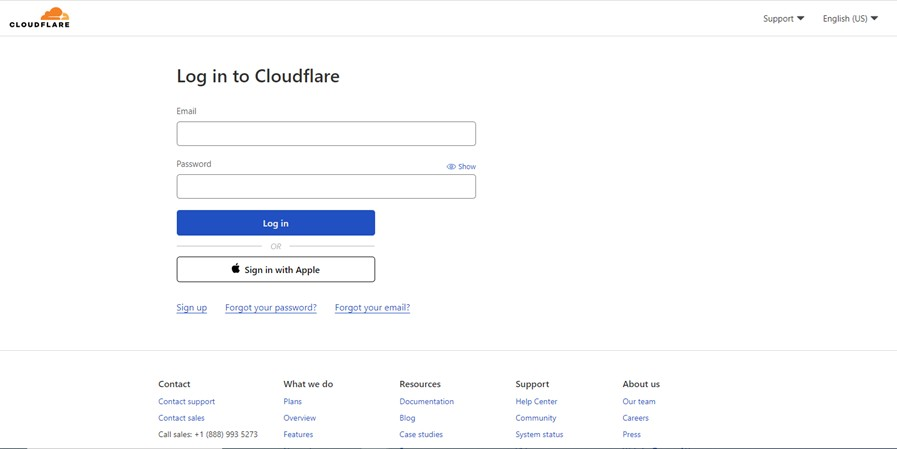 CLOUDFLARE
Support
English (US)
Log in to Cloudflare
Email
Password
Show
Log in
OR
Sign in with Apple
Sign up Forgot your password? Forgot your email?
Contact What we do Resources Support About us
Contact support Plans Documentation Help Center Our team
Contact sales Overview Blog Community Careers
Call sales: +1 (888) 993 5273 Features Case studies System status Press